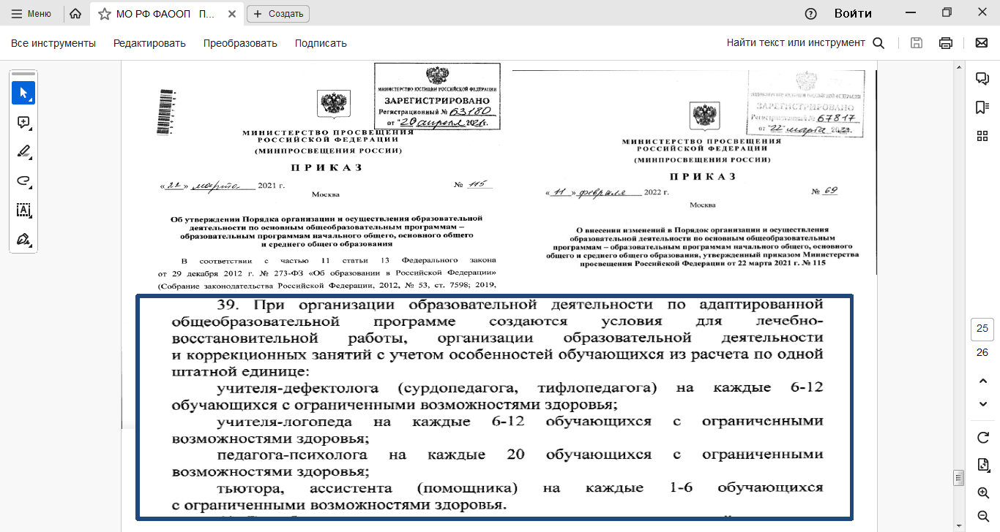 Меню
МО РФ ФАООП П...
Создать
Войти
Все инструменты
Редактировать
Преобразовать
Подписать
Найти текст или инструмент
МИНИСТЕРСТВО ЮСТИЦИИ РОССИЙСКОЙ ФЕДЕРАЦИИ
ЗАРЕГИСТРИРОВАНО
Регистрационный № 63180
от "20 апреля 2021г.
МИНИСТЕРСТВО ПРОСВЕЩЕНИЯ
РОССИЙСКОЙ ФЕДЕРАЦИИ
(МИНПРОСВЕЩЕНИЯ РОССИИ)
ПРИКАЗ
«22» марта 2021 г. № 115
Москва
Об утверждении Порядка организации и осуществления образовательной
деятельности по основным общеобразовательным программам –
образовательным программам начального общего, основного общего
и среднего общего образования
В соответствии с частью 11 статьи 13 Федерального закона
от 29 декабря 2012 г. № 273-ФЗ «Об образовании в Российской Федерации»
(Собрание законодательства Российской Федерации, 2012, № 53, ст. 7598; 2019,
МИНИСТЕРСТВО ЮСТИЦИИ РОССИЙСКОЙ ФЕДЕРАЦИИ
ЗАРЕГИСТРИРОВАНО
Регистрационный № 67817
от "22" марта 2022г.
МИНИСТЕРСТВО ПРОСВЕЩЕНИЯ
РОССИЙСКОЙ ФЕДЕРАЦИИ
(МИНПРОСВЕЩЕНИЯ РОССИИ)
ПРИКАЗ
«11» февраля 2022 г. № 69
Москва
О внесении изменений в Порядок организации и осуществления
образовательной деятельности по основным общеобразовательным
программам – образовательным программам начального общего, основного
общего и среднего общего образования, утвержденный приказом Министерства
просвещения Российской Федерации от 22 марта 2021 г. № 115
39. При организации образовательной деятельности по адаптированной
общеобразовательной программе создаются условия для лечебно-
восстановительной работы, организации образовательной деятельности
и коррекционных занятий с учетом особенностей обучающихся из расчета по одной
штатной единице:
учителя-дефектолога (сурдопедагога, тифлопедагога) на каждые 6-12
обучающихся с ограниченными возможностями здоровья;
учителя-логопеда на каждые 6-12 обучающихся с ограниченными
возможностями здоровья;
педагога-психолога на каждые 20 обучающихся с ограниченными
возможностями здоровья;
тьютора, ассистента (помощника) на каждые 1-6 обучающихся
с ограниченными возможностями здоровья.
25
26